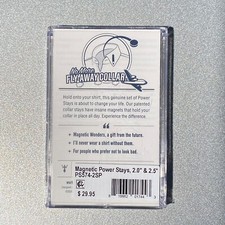 No More
FLYAWAY COLLAR
Hold onto your shirt, this genuine set of Power
Stays is about to change your life. Our patented
collar stays have insane magnets that hold your
collar in place all day. Experience the difference.
• Magnetic Wonders, a gift from the future.
• I'll never wear a shirt without them.
• For people who prefer not to look bad.
Magnetic Power Stays, 2.0" & 2.5"
PS574-2SP
$ 29.95